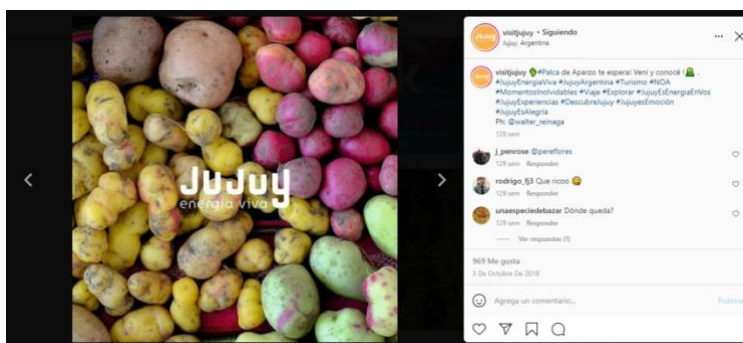 JUJUY
energía viva
visitjujuy • Siguiendo
Jujuy, Argentina
visitjujuy #Palca de Aparzo te espera! Vení y conocé !
#JujuyEnergiaViva #JujuyArgentina #Turismo #NOA
#MomentosInolvidables #Viaje #Explorar #JujuyEsEnergiaEnVos
#JujuyExperiencias #DescubreJujuy #JujuyesEmoción
#JujuyEsAlegría
Ph: @walter_reinaga
129 sem
j_penrose @pereflores
129 sem Responder
rodrigo_fj3 Que ricoo
129 sem Responder
unaespeciedebazar Dónde queda?
129 sem Responder
Ver respuestas (1)
969 Me gusta
3 De Octubre De 2018
Agrega un comentario...